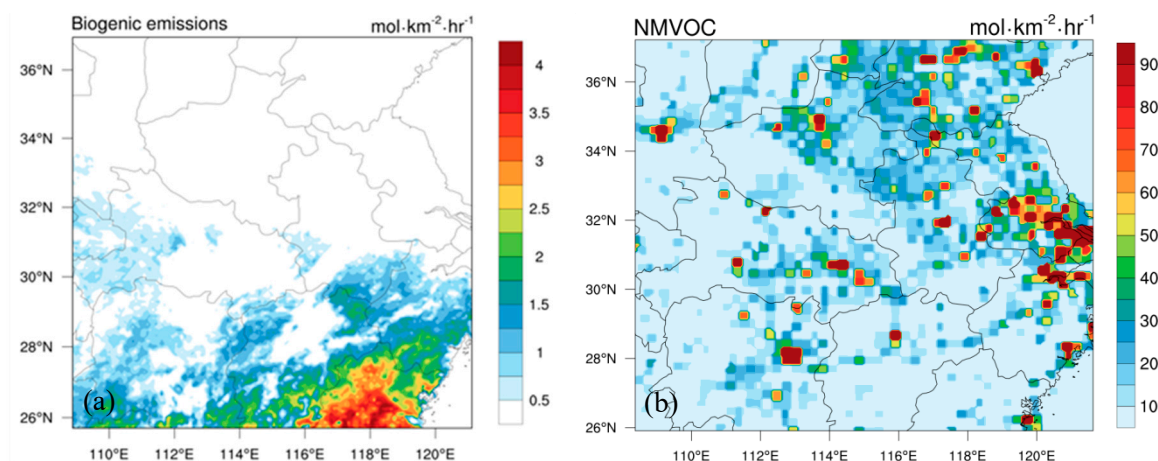 Biogenic emissions mol·km⁻²·hr⁻¹
36°N
34°N
32°N
30°N
28°N
26°N
110°E 112°E 114°E 116°E 118°E 120°E
4
3.5
3
2.5
2
1.5
1
0.5
(a)
NMVOC mol·km⁻²·hr⁻¹
36°N
34°N
32°N
30°N
28°N
26°N
110°E 112°E 114°E 116°E 118°E 120°E
90
80
70
60
50
40
30
20
10
(b)